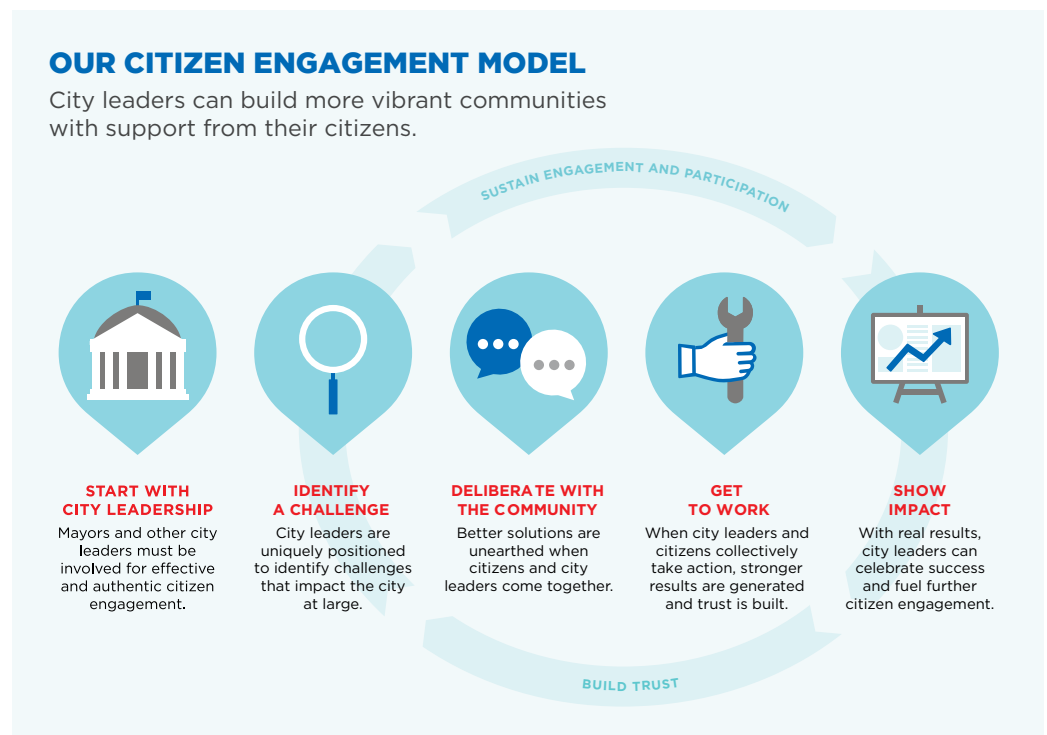 OUR CITIZEN ENGAGEMENT MODEL
City leaders can build more vibrant communities
with support from their citizens.
SUSTAIN ENGAGEMENT AND PARTICIPATION
START WITH
CITY LEADERSHIP
Mayors and other city
leaders must be
involved for effective
and authentic citizen
engagement.
IDENTIFY
A CHALLENGE
City leaders are
uniquely positioned
to identify challenges
that impact the city
at large.
DELIBERATE WITH
THE COMMUNITY
Better solutions are
unearthed when
citizens and city
leaders come together.
GET
TO WORK
When city leaders and
citizens collectively
take action, stronger
results are generated
and trust is built.
SHOW
IMPACT
With real results,
city leaders can
celebrate success
and fuel further
citizen engagement.
BUILD TRUST